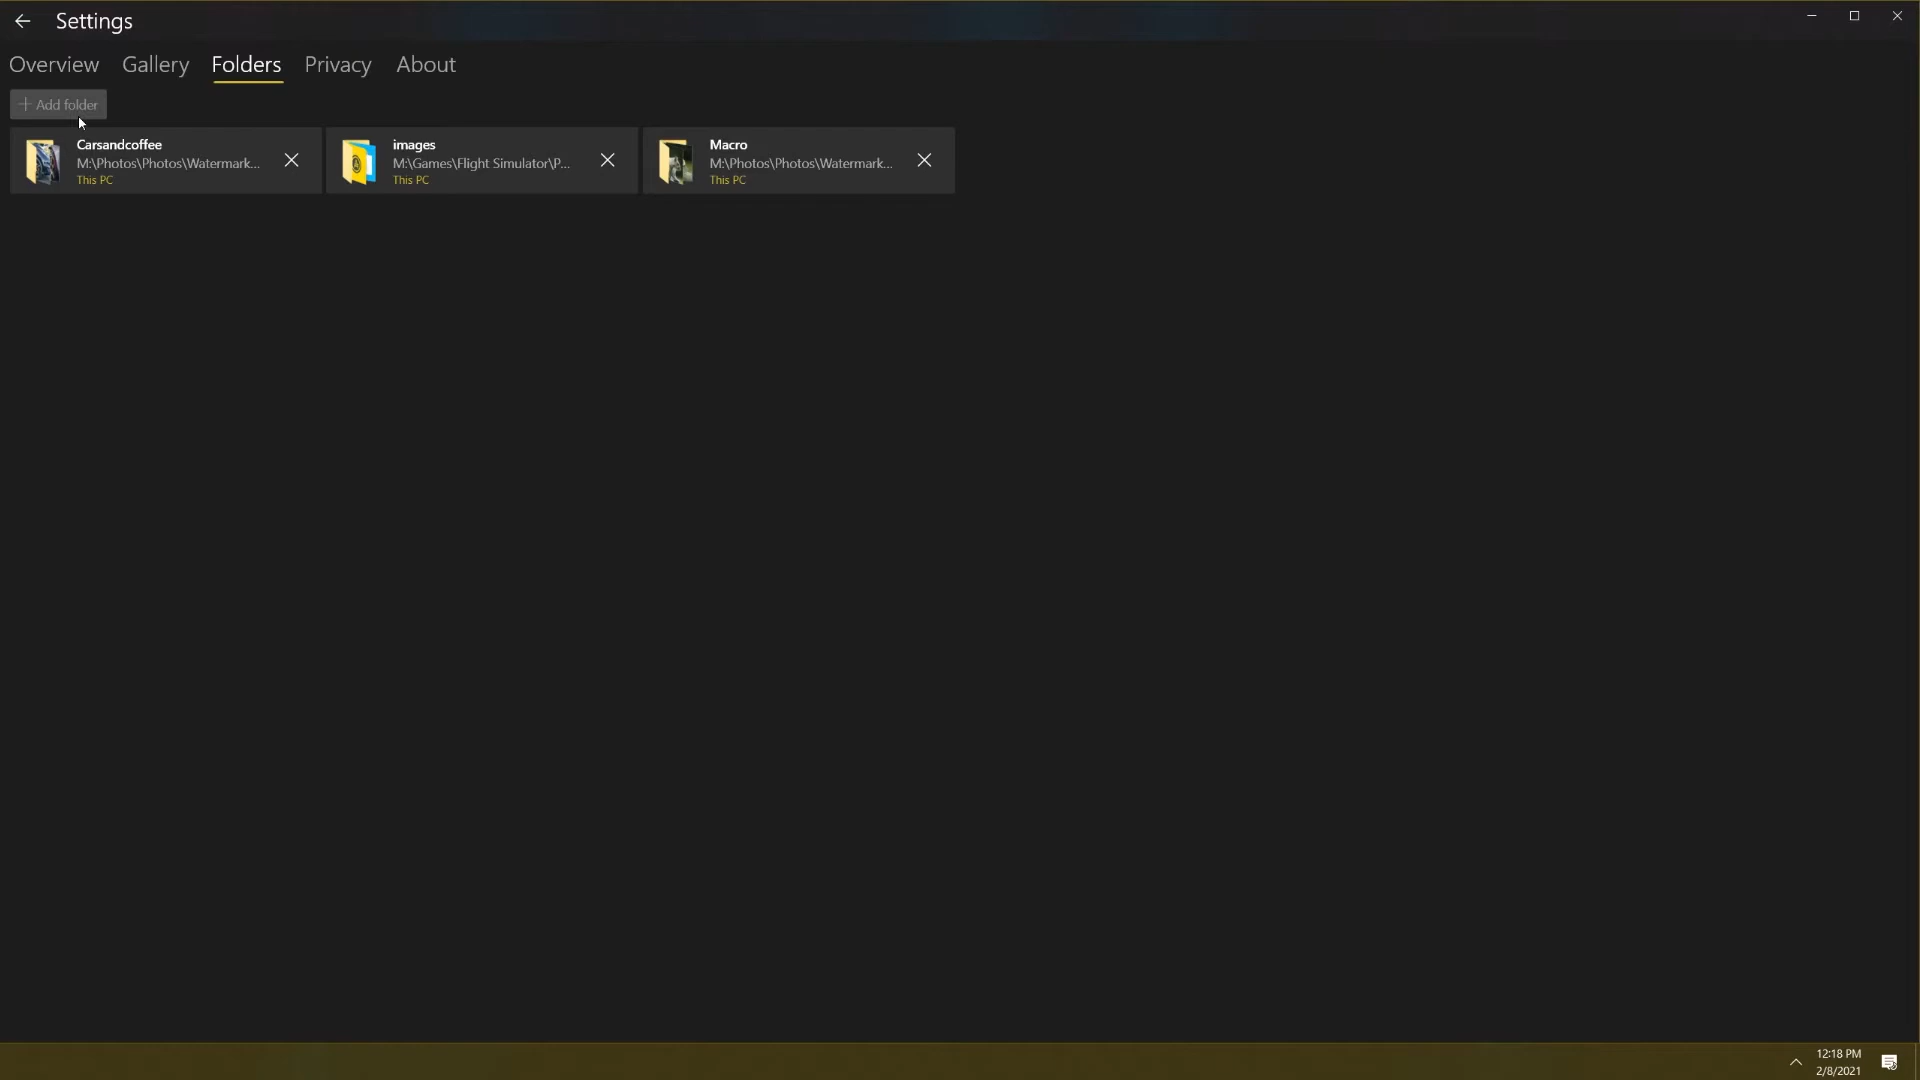 Settings
Overview Gallery Folders Privacy About
Add folder
Carsandcoffee
M:\Photos\Photos\Watermark...
This PC
images
M:\Games\Flight Simulator\P...
This PC
Macro
M:\Photos\Photos\Watermark...
This PC
12:18 PM
2/8/2021